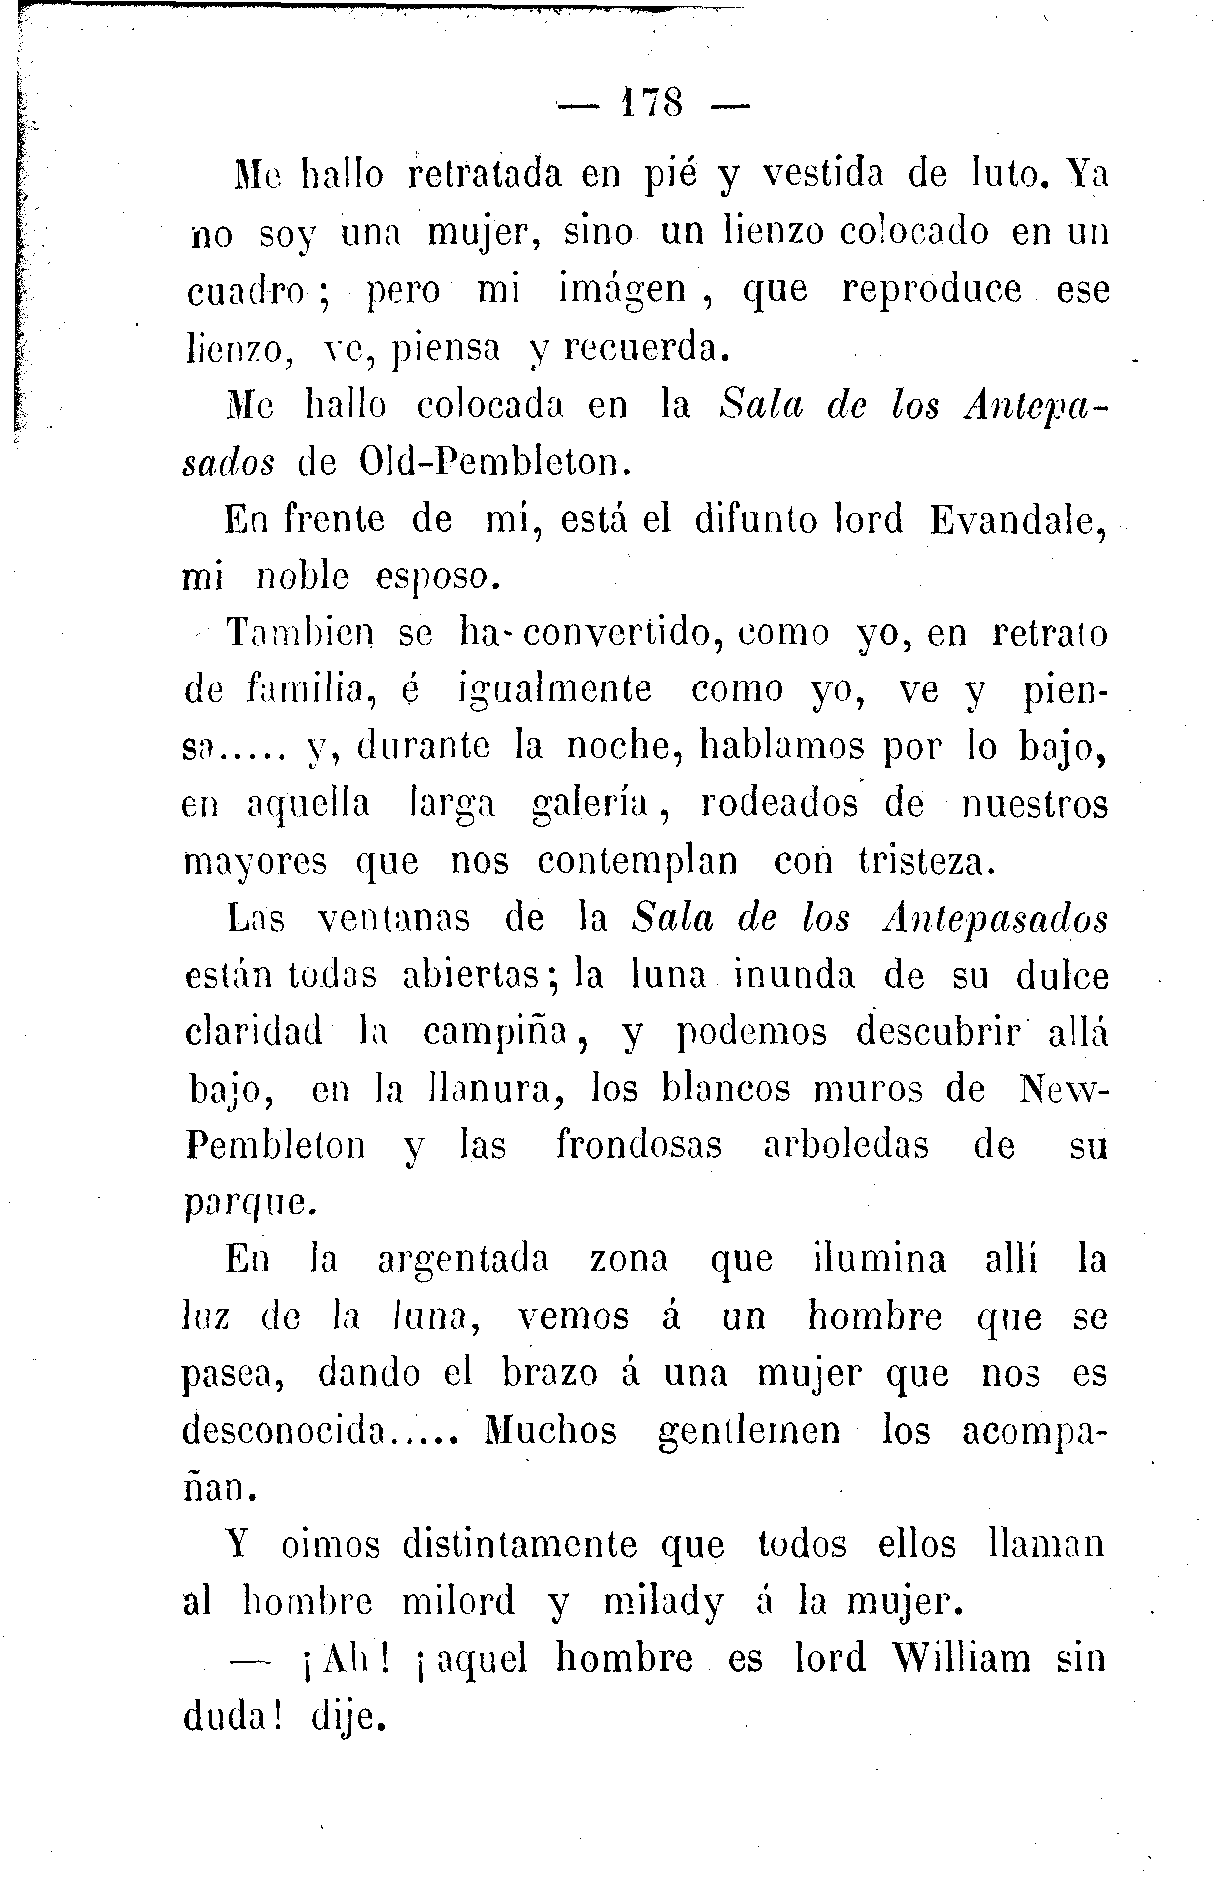 — 178 —
Me hallo retratada en pié y vestida de luto. Ya
no soy una mujer, sino un lienzo colocado en un
cuadro ; pero mi imágen , que reproduce ese
lienzo, ve, piensa y recuerda.
Me hallo colocada en la Sala de los Antepa-
sados de Old-Pembleton.
En frente de mí, está el difunto lord Evandale,
mi noble esposo.
Tambien se ha convertido, como yo, en retrato
de familia, é igualmente como yo, ve y pien-
sa..... y, durante la noche, hablamos por lo bajo,
en aquella larga galería , rodeados de nuestros
mayores que nos contemplan con tristeza.
Las ventanas de la Sala de los Antepasados
están todas abiertas; la luna inunda de su dulce
claridad la campiña , y podemos descubrir allá
bajo, en la llanura, los blancos muros de New-
Pembleton y las frondosas arboledas de su
parque.
En la argentada zona que ilumina allí la
luz de la luna, vemos á un hombre que se
pasea, dando el brazo á una mujer que nos es
desconocida..... Muchos gentlemen los acompa-
ñan.
Y oimos distintamente que todos ellos llaman
al hombre milord y milady á la mujer.
— ¡Ah! ¡aquel hombre es lord William sin
duda! dije.